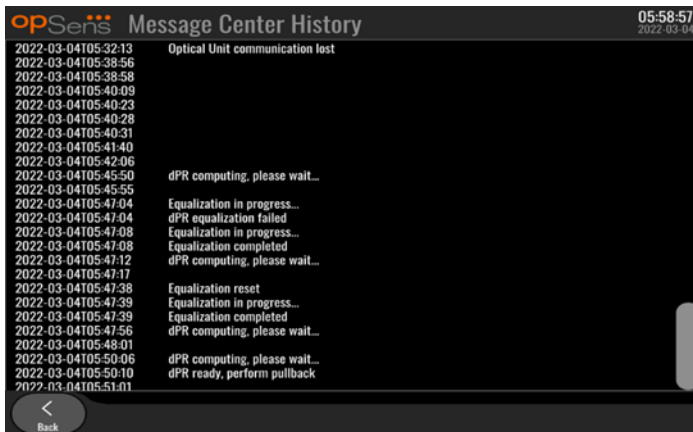 opSens Message Center History
05:58:57
2022-03-04
2022-03-04T05:32:13 Optical Unit communication lost
2022-03-04T05:38:56
2022-03-04T05:38:58
2022-03-04T05:40:09
2022-03-04T05:40:23
2022-03-04T05:40:28
2022-03-04T05:40:31
2022-03-04T05:41:40
2022-03-04T05:42:06
2022-03-04T05:45:50 dPR computing, please wait...
2022-03-04T05:45:55
2022-03-04T05:47:04 Equalization in progress...
2022-03-04T05:47:04 dPR equalization failed
2022-03-04T05:47:08 Equalization in progress...
2022-03-04T05:47:08 Equalization completed
2022-03-04T05:47:12 dPR computing, please wait...
2022-03-04T05:47:17
2022-03-04T05:47:38 Equalization reset
2022-03-04T05:47:39 Equalization in progress...
2022-03-04T05:47:39 Equalization completed
2022-03-04T05:47:56 dPR computing, please wait...
2022-03-04T05:48:01
2022-03-04T05:50:06 dPR computing, please wait...
2022-03-04T05:50:10 dPR ready, perform pullback
2022-03-04T05:51:01
Back